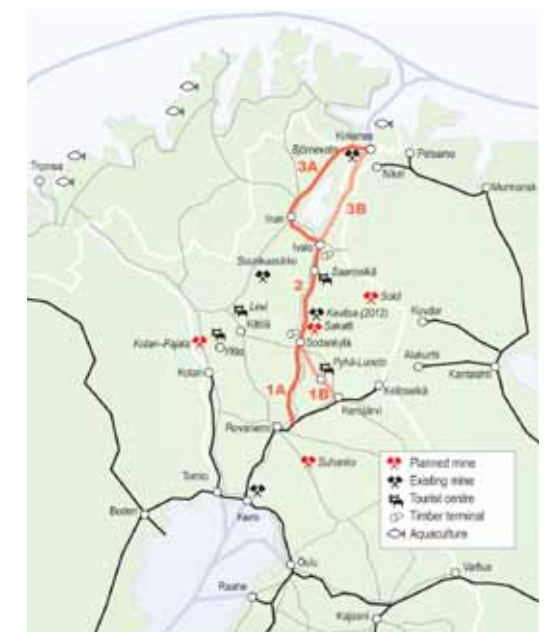 Kirkenes
Björnevatn
Petsamo
Nikel
Tromsø
3A
Murmansk
3B
Inari
Ivalo
Saariselkä
2
Sokli
Levi
Kevitsa (2012)
Kittilä
Sakatti
Kovdor
Kolari-Pajala
Ylläs
Sodankylä
Alakurtti
Pyhä-Luosto
Kolari
Kelloselkä
Kantalahti
1A
1B
Kemijärvi
Rovaniemi
Suhanko
Planned mine
Existing mine
Tourist centre
Timber terminal
Aquaculture
Tornio
Kemi
Boden
Oulu
Vartius
Raahe
Kajaani